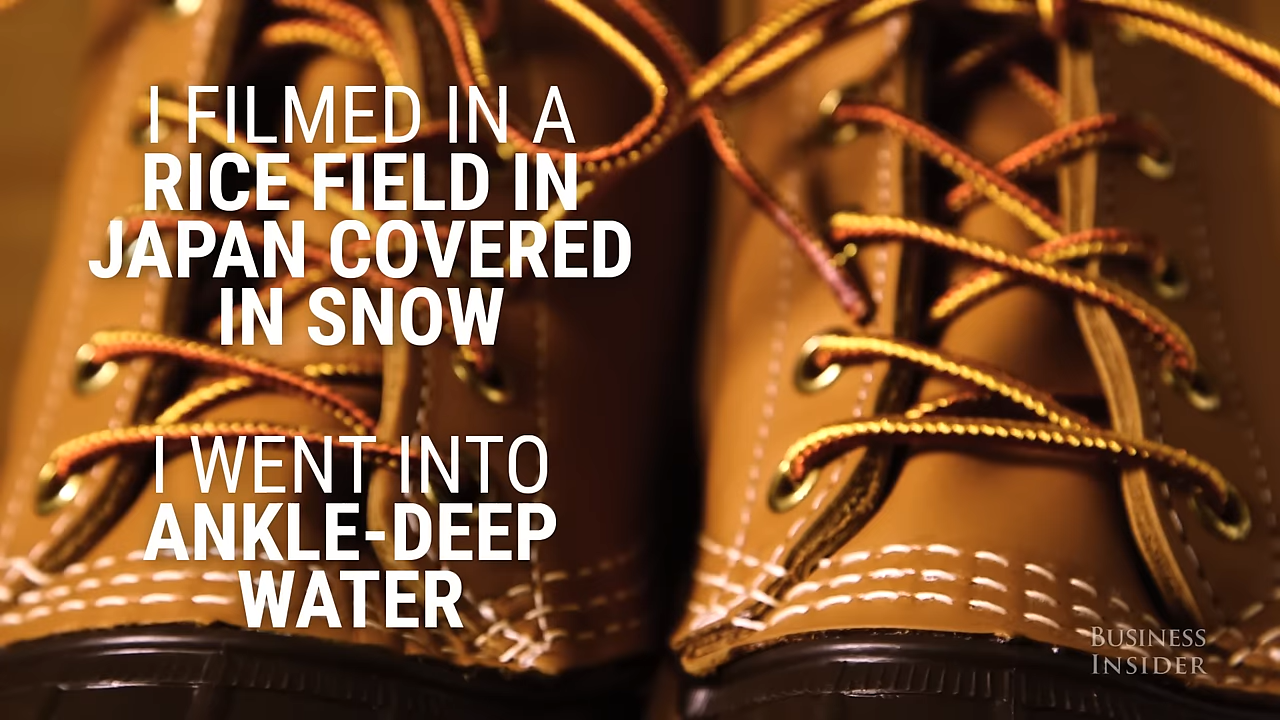 I FILMED IN A
RICE FIELD IN
JAPAN COVERED
IN SNOW
I WENT INTO
ANKLE-DEEP
WATER
BUSINESS
INSIDER